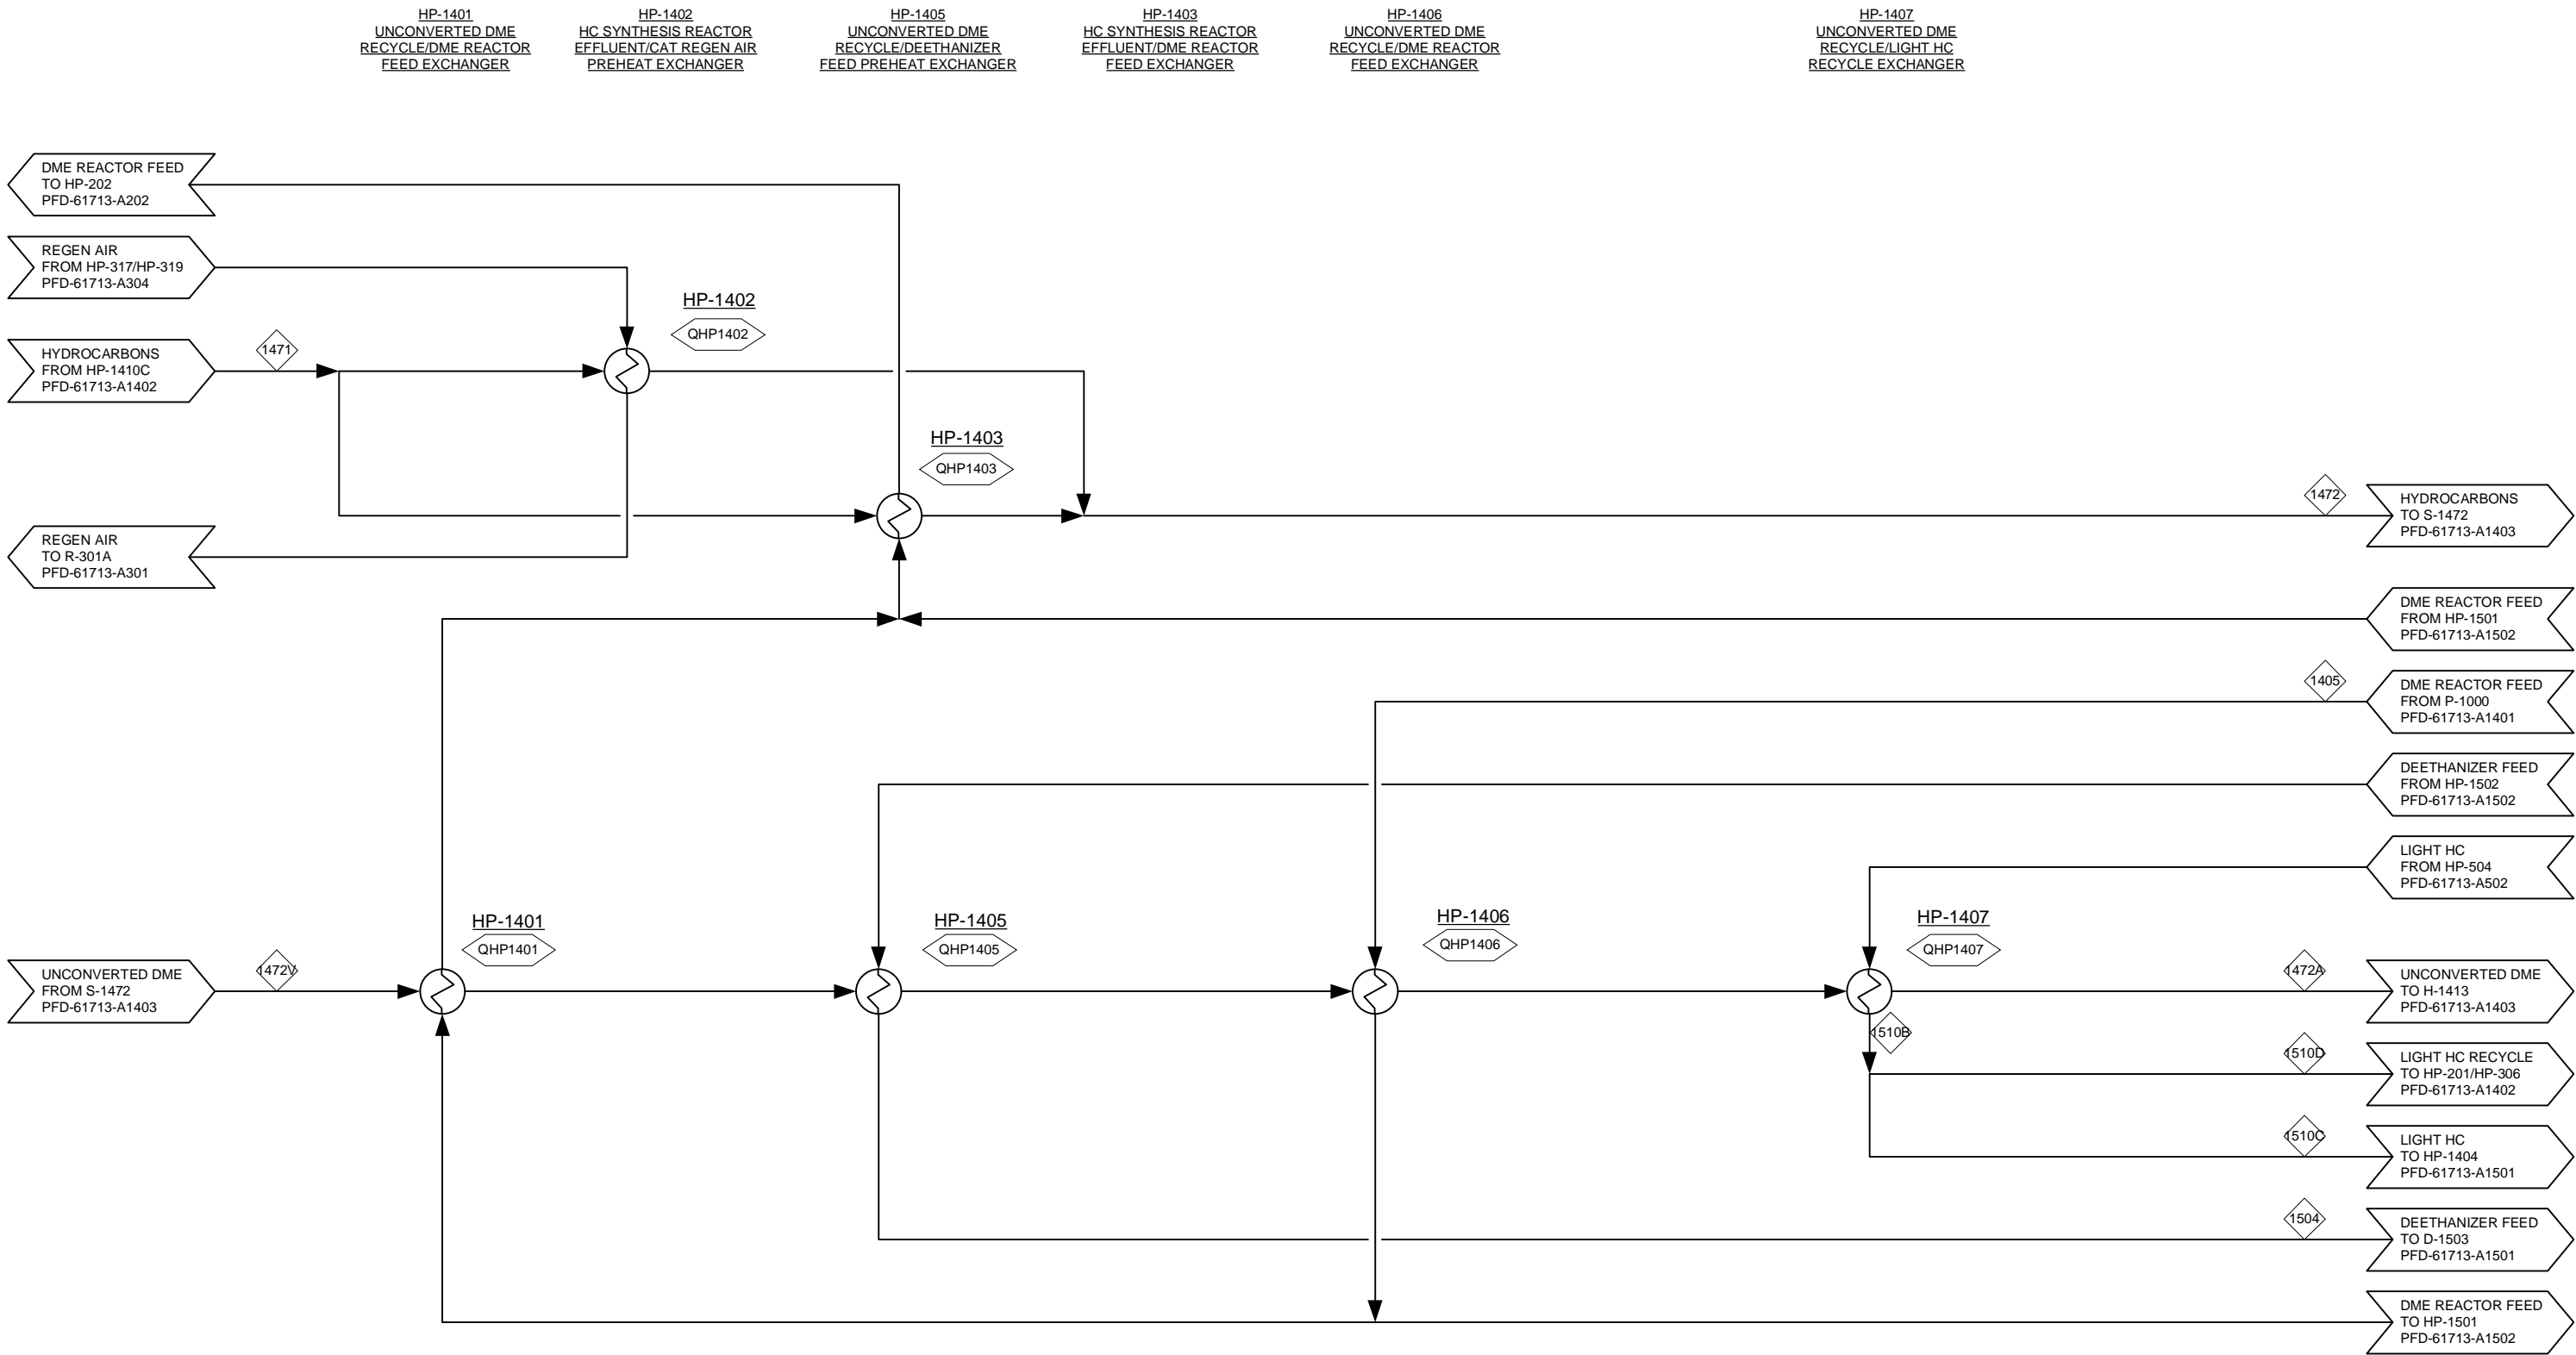 HP-1401
UNCONVERTED DME
RECYCLE/DME REACTOR
FEED EXCHANGER
HP-1402
HC SYNTHESIS REACTOR
EFFLUENT/CAT REGEN AIR
PREHEAT EXCHANGER
HP-1405
UNCONVERTED DME
RECYCLE/DEETHANIZER
FEED PREHEAT EXCHANGER
HP-1403
HC SYNTHESIS REACTOR
EFFLUENT/DME REACTOR
FEED EXCHANGER
HP-1406
UNCONVERTED DME
RECYCLE/DME REACTOR
FEED EXCHANGER
HP-1407
UNCONVERTED DME
RECYCLE/LIGHT HC
RECYCLE EXCHANGER
DME REACTOR FEED
TO HP-202
PFD-61713-A202
REGEN AIR
FROM HP-317/HP-319
PFD-61713-A304
HP-1402
QHP1402
HYDROCARBONS
FROM HP-1410C
PFD-61713-A1402
1471
HP-1403
QHP1403
1472
HYDROCARBONS
TO S-1472
PFD-61713-A1403
REGEN AIR
TO R-301A
PFD-61713-A301
DME REACTOR FEED
FROM HP-1501
PFD-61713-A1502
1405
DME REACTOR FEED
FROM P-1000
PFD-61713-A1401
DEETHANIZER FEED
FROM HP-1502
PFD-61713-A1502
LIGHT HC
FROM HP-504
PFD-61713-A502
HP-1401
QHP1401
HP-1405
QHP1405
HP-1406
QHP1406
HP-1407
QHP1407
UNCONVERTED DME
FROM S-1472
PFD-61713-A1403
1472V
1472A
UNCONVERTED DME
TO H-1413
PFD-61713-A1403
1510B
1510D
LIGHT HC RECYCLE
TO HP-201/HP-306
PFD-61713-A1402
1510C
LIGHT HC
TO HP-1404
PFD-61713-A1501
1504
DEETHANIZER FEED
TO D-1503
PFD-61713-A1501
DME REACTOR FEED
TO HP-1501
PFD-61713-A1502